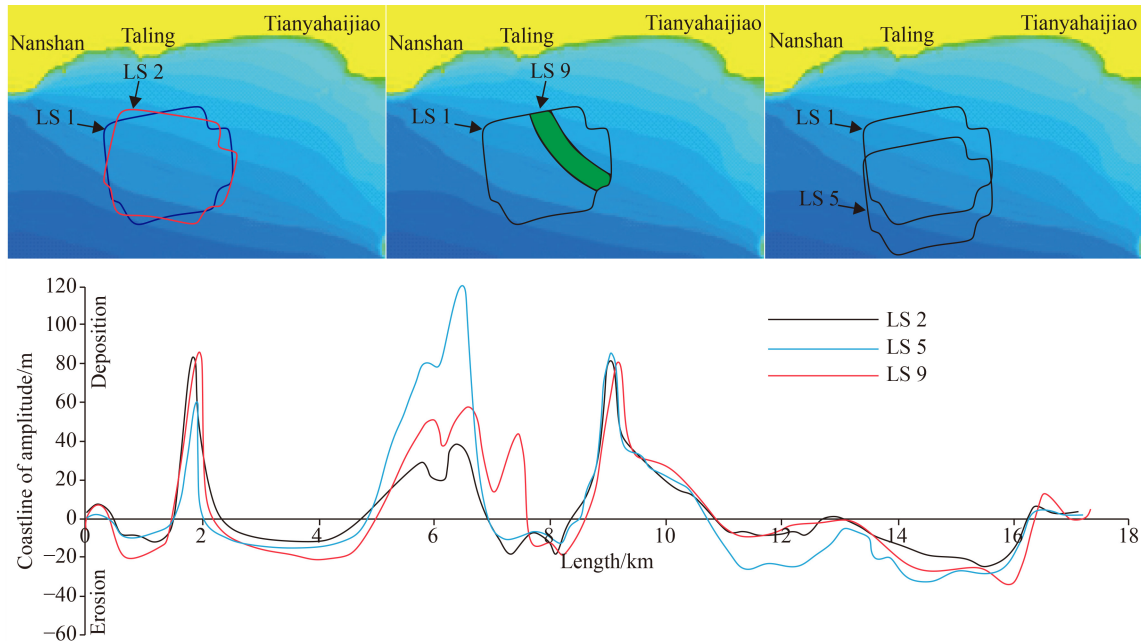 Nanshan
Taling
Tianyahaijiao
LS 2
LS 1
Nanshan
Taling
Tianyahaijiao
LS 9
LS 1
Nanshan
Taling
Tianyahaijiao
LS 1
LS 5
Coastline of amplitude/m
Deposition
Erosion
120
100
80
60
40
20
0
−20
−40
−60
0
2
4
6
8
10
12
14
16
18
Length/km
LS 2
LS 5
LS 9